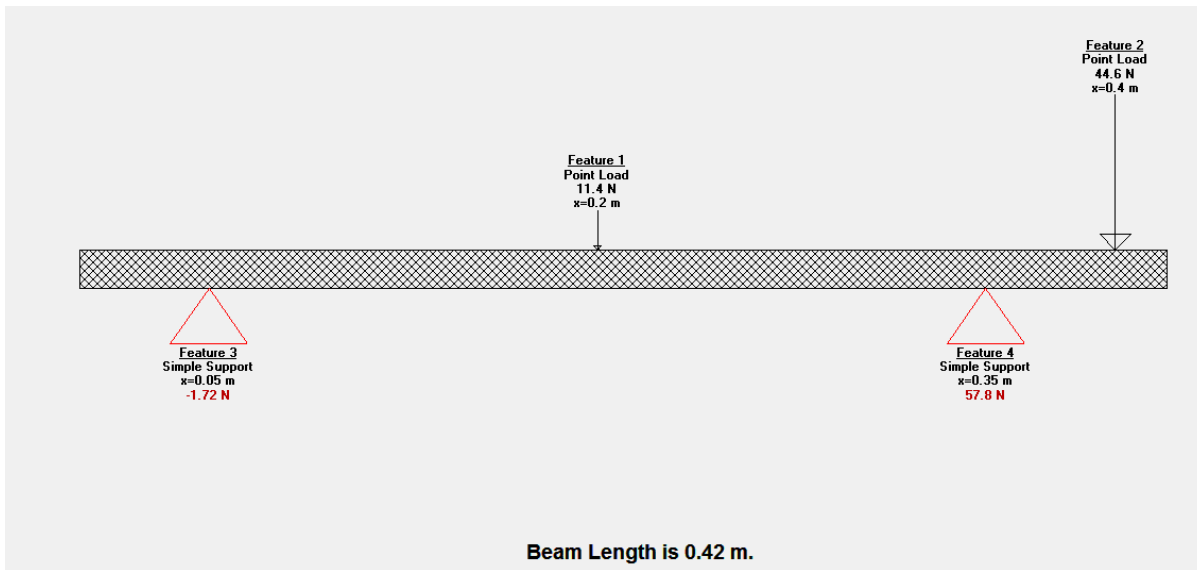 Feature 2
Point Load
44.6 N
x=0.4 m
Feature 1
Point Load
11.4 N
x=0.2 m
Feature 3
Simple Support
x=0.05 m
-1.72 N
Feature 4
Simple Support
x=0.35 m
57.8 N
Beam Length is 0.42 m.